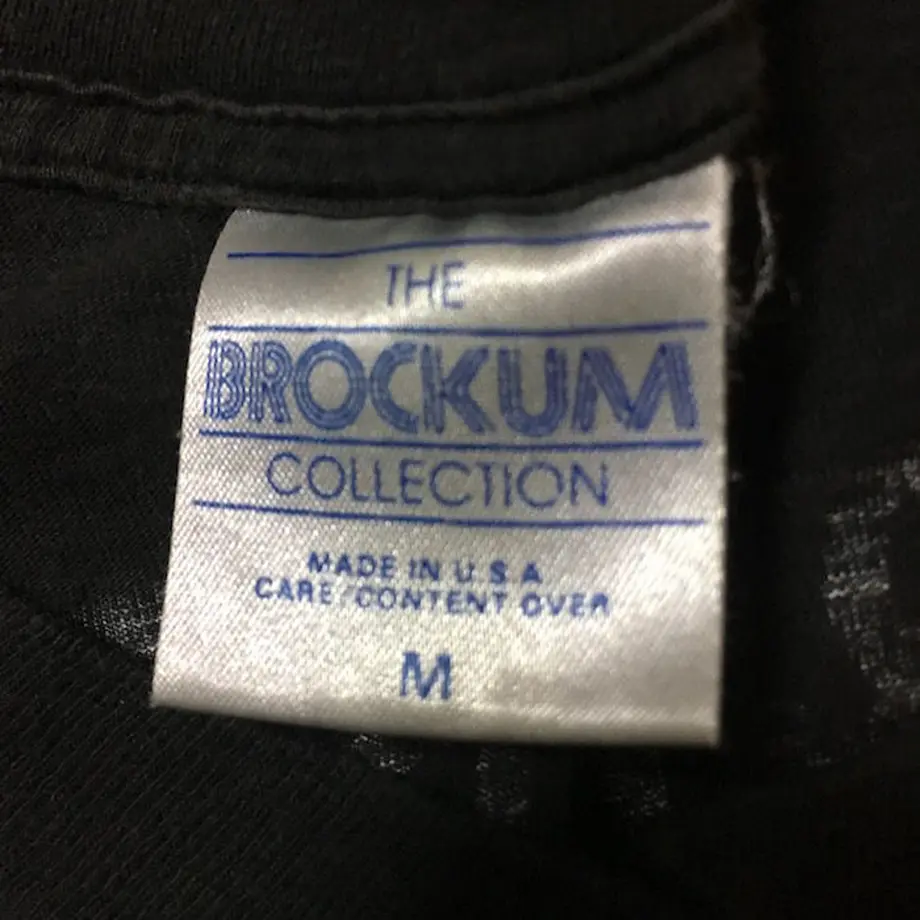 THE
BROCKUM
COLLECTION
MADE IN U.S.A
CARE/CONTENT OVER
M